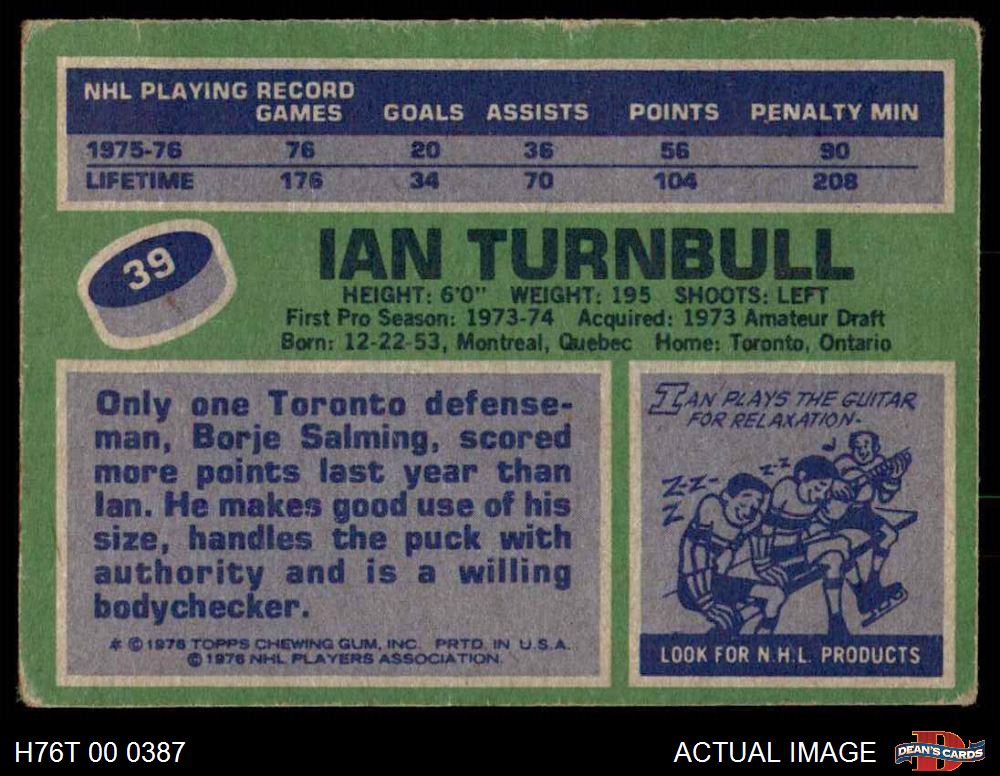 NHL PLAYING RECORD
GAMES GOALS ASSISTS POINTS PENALTY MIN
1975-76 76 20 36 56 90
LIFETIME 176 34 70 104 208
39
IAN TURNBULL
HEIGHT: 6'0" WEIGHT: 195 SHOOTS: LEFT
First Pro Season: 1973-74 Acquired: 1973 Amateur Draft
Born: 12-22-53, Montreal, Quebec Home: Toronto, Ontario
Only one Toronto defense-
man, Borje Salming, scored
more points last year than
Ian. He makes good use of his
size, handles the puck with
authority and is a willing
bodychecker.
* © 1976 TOPPS CHEWING GUM, INC. PRTD. IN U.S.A.
© 1976 NHL PLAYERS ASSOCIATION.
IAN PLAYS THE GUITAR
FOR RELAXATION.
Z-Z-
Z
Z-Z
LOOK FOR N.H.L. PRODUCTS
H76T 00 0387
ACTUAL IMAGE
D
DEAN'S CARDS